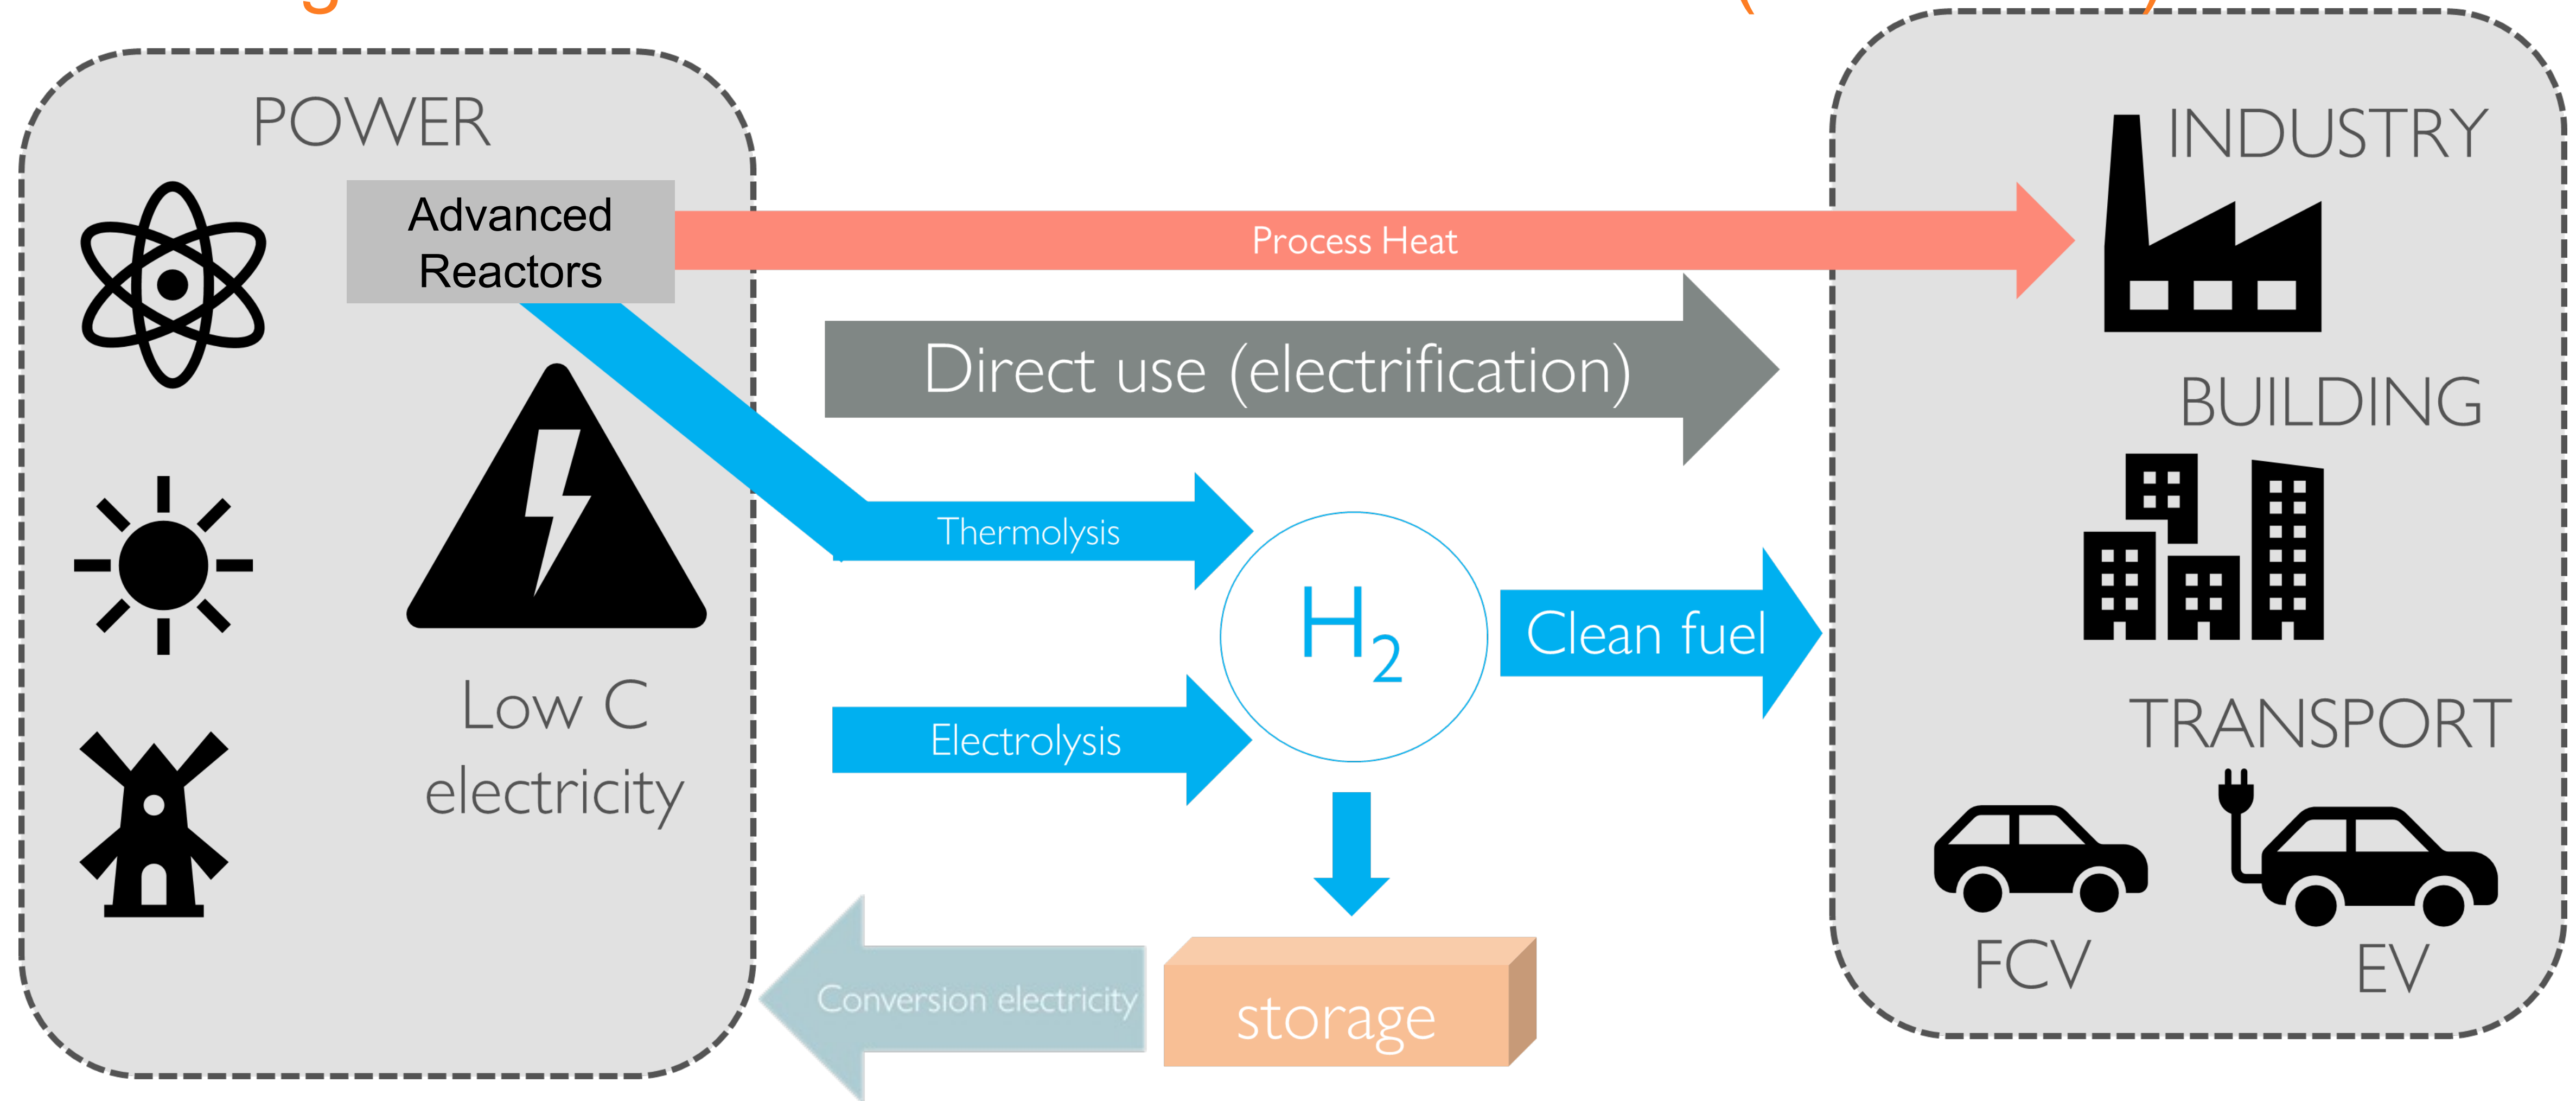 POWER
Advanced
Reactors
Low C
electricity
Process Heat
Direct use (electrification)
Thermolysis
Electrolysis
H₂
Clean fuel
storage
Conversion electricity
INDUSTRY
BUILDING
TRANSPORT
FCV
EV